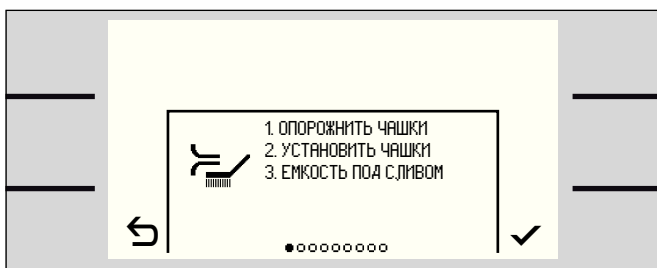 1. ОПОРОЖНИТЬ ЧАШКИ
2. УСТАНОВИТЬ ЧАШКИ
3. ЕМКОСТЬ ПОД СЛИВОМ